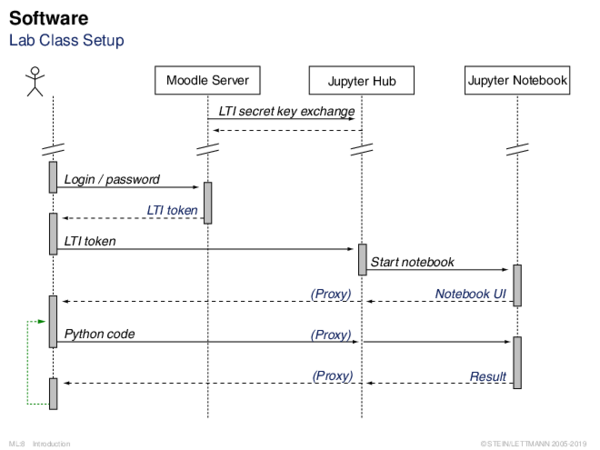 Software
Lab Class Setup
Moodle Server
Jupyter Hub
Jupyter Notebook
LTI secret key exchange
Login / password
LTI token
LTI token
Start notebook
(Proxy)
Notebook UI
Python code
(Proxy)
(Proxy)
Result
ML:II Introduction
©STEIN/LETTMANN 2005-2019